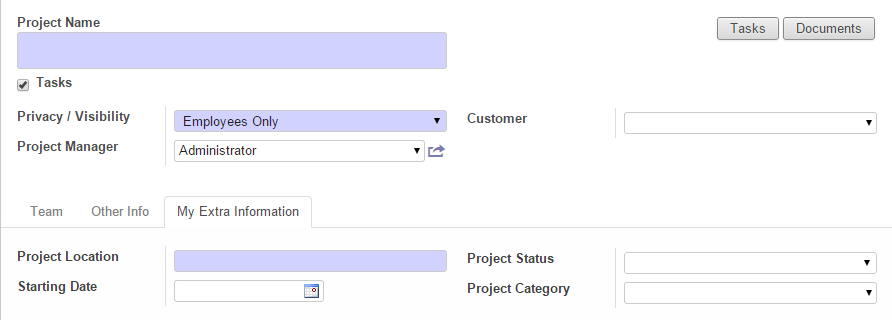 Project Name
Tasks Documents
Tasks
Privacy / Visibility Employees Only Customer
Project Manager Administrator
Team Other Info My Extra Information
Project Location Project Status
Starting Date Project Category